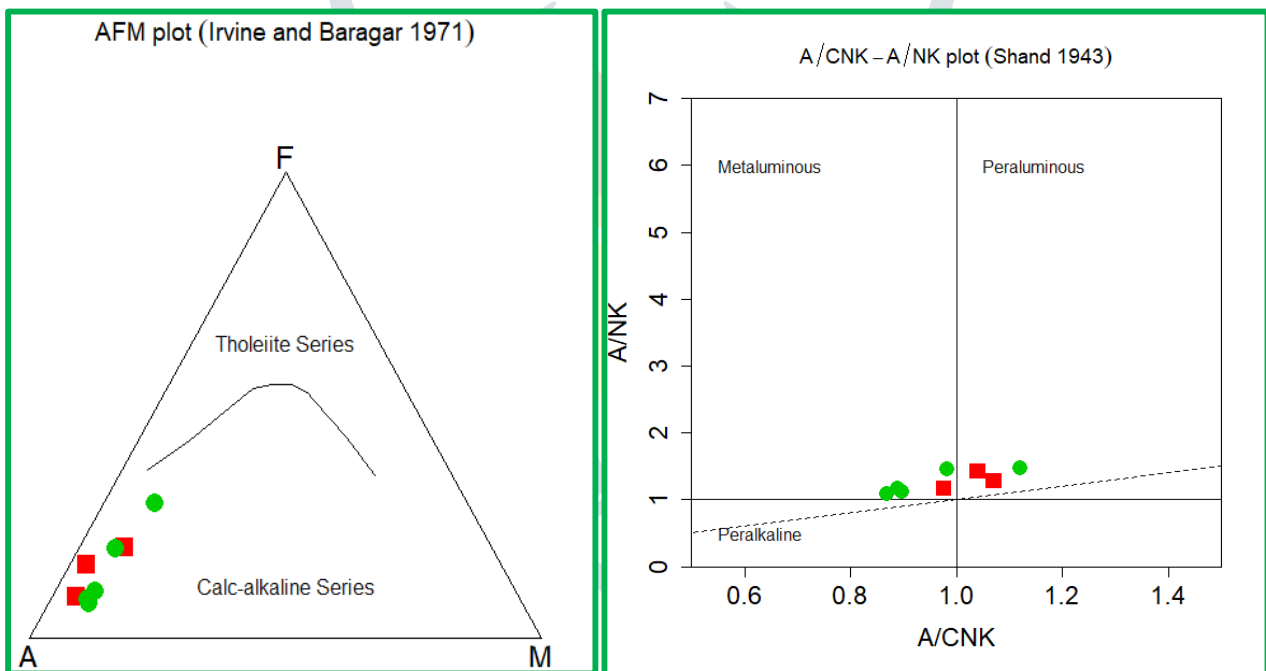 AFM plot (Irvine and Baragar 1971)
F
Tholeiite Series
Calc-alkaline Series
A
M
A/CNK – A/NK plot (Shand 1943)
7
6
5
4
3
2
1
0
A/NK
Metaluminous
Peraluminous
Peralkaline
0.6
0.8
1.0
1.2
1.4
A/CNK